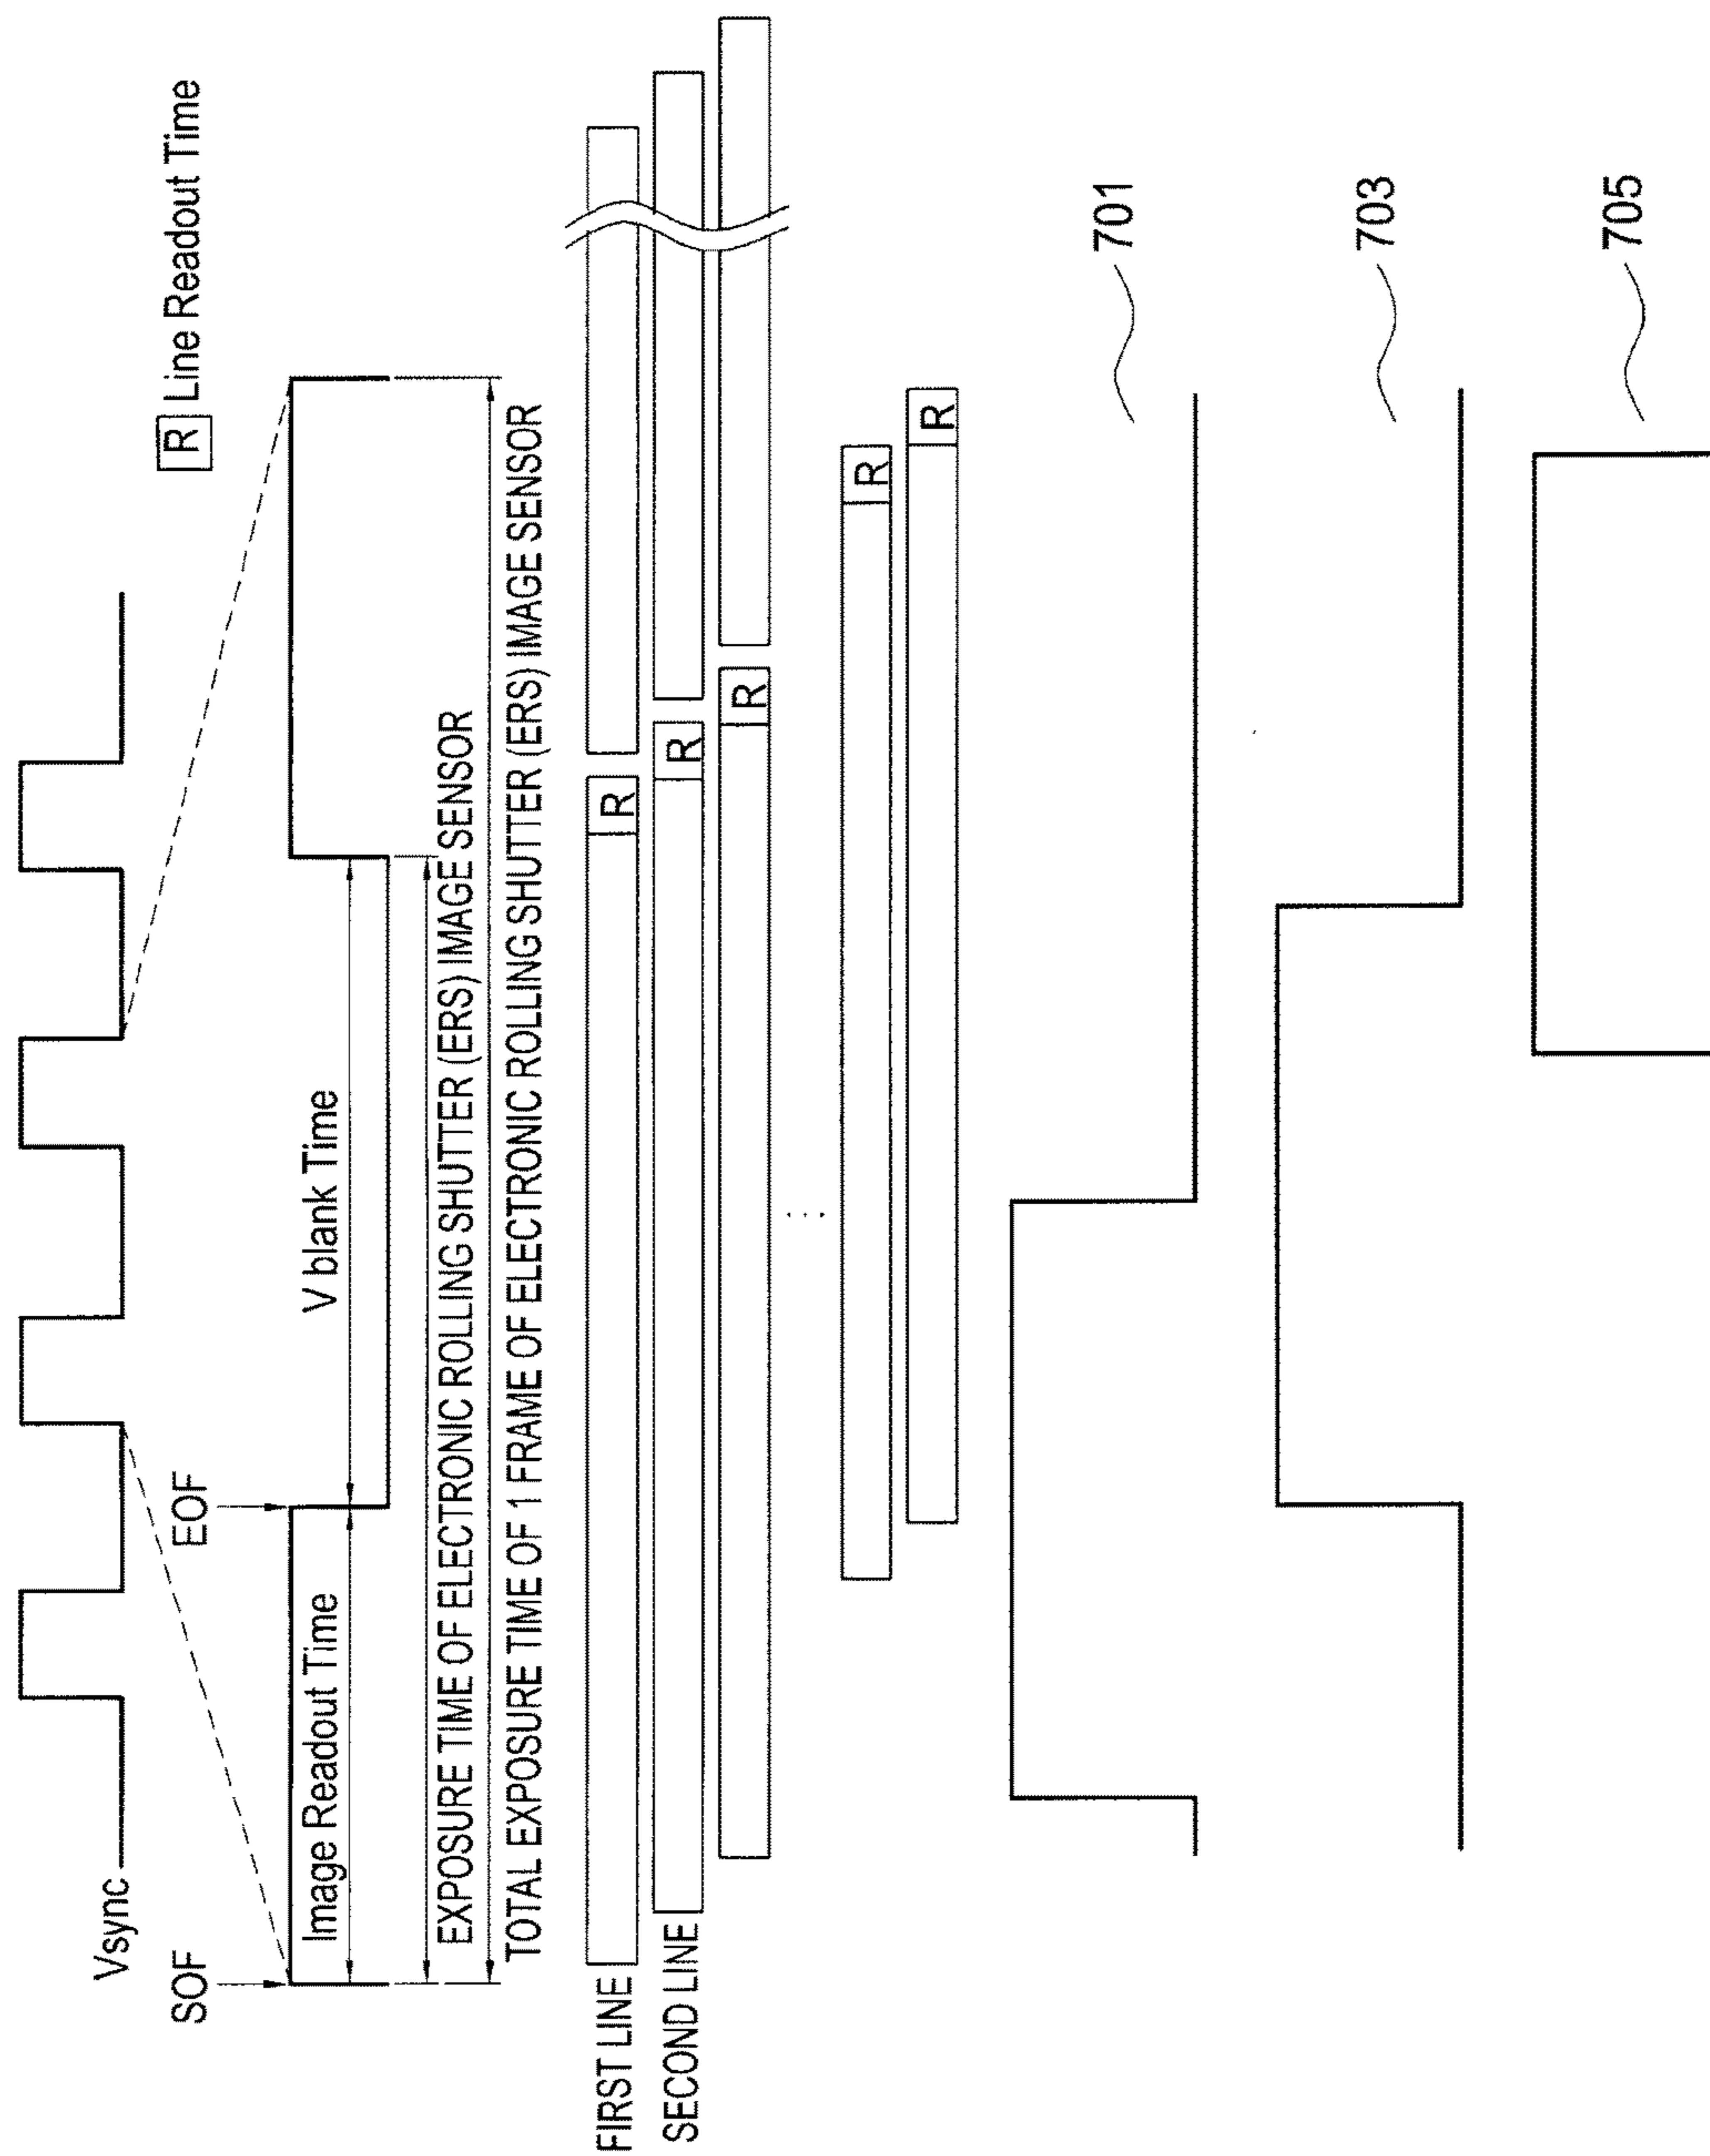 Vsync
R Line Readout Time
SOF
EOF
Image Readout Time
V blank Time
EXPOSURE TIME OF ELECTRONIC ROLLING SHUTTER (ERS) IMAGE SENSOR
TOTAL EXPOSURE TIME OF 1 FRAME OF ELECTRONIC ROLLING SHUTTER (ERS) IMAGE SENSOR
FIRST LINE
R
SECOND LINE
R
R
R
R
701
703
705